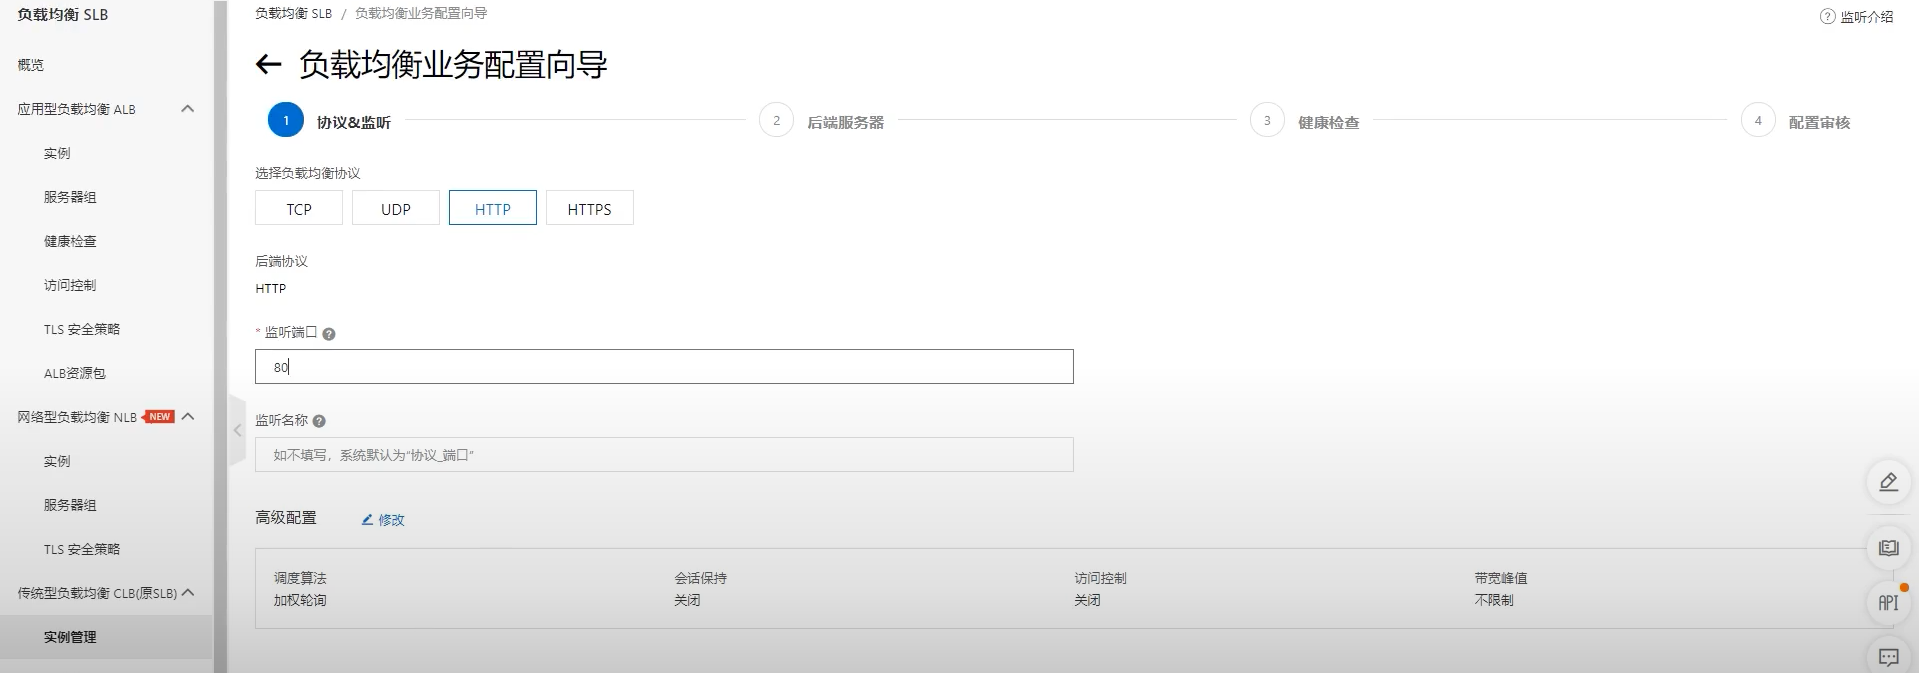 负载均衡 SLB
概览
应用型负载均衡 ALB
实例
服务器组
健康检查
访问控制
TLS 安全策略
ALB资源包
网络型负载均衡 NLB NEW
实例
服务器组
TLS 安全策略
传统型负载均衡 CLB(原SLB)
实例管理
负载均衡 SLB / 负载均衡业务配置向导
? 监听介绍
← 负载均衡业务配置向导
1 协议&监听 2 后端服务器 3 健康检查 4 配置审核
选择负载均衡协议
TCP UDP HTTP HTTPS
后端协议
HTTP
* 监听端口 ?
80
监听名称 ?
如不填写，系统默认为“协议_端口”
高级配置 修改
调度算法 会话保持 访问控制 带宽峰值
加权轮询 关闭 关闭 不限制
API